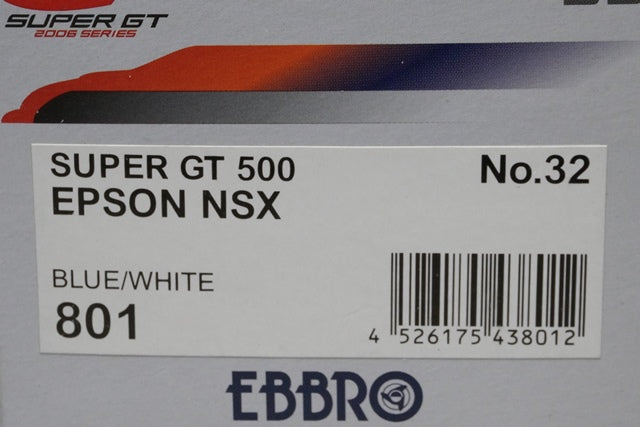 SUPER GT
2006 SERIES
SUPER GT 500
No.32
EPSON NSX
BLUE/WHITE
801
4 526175 438012
EBBRO